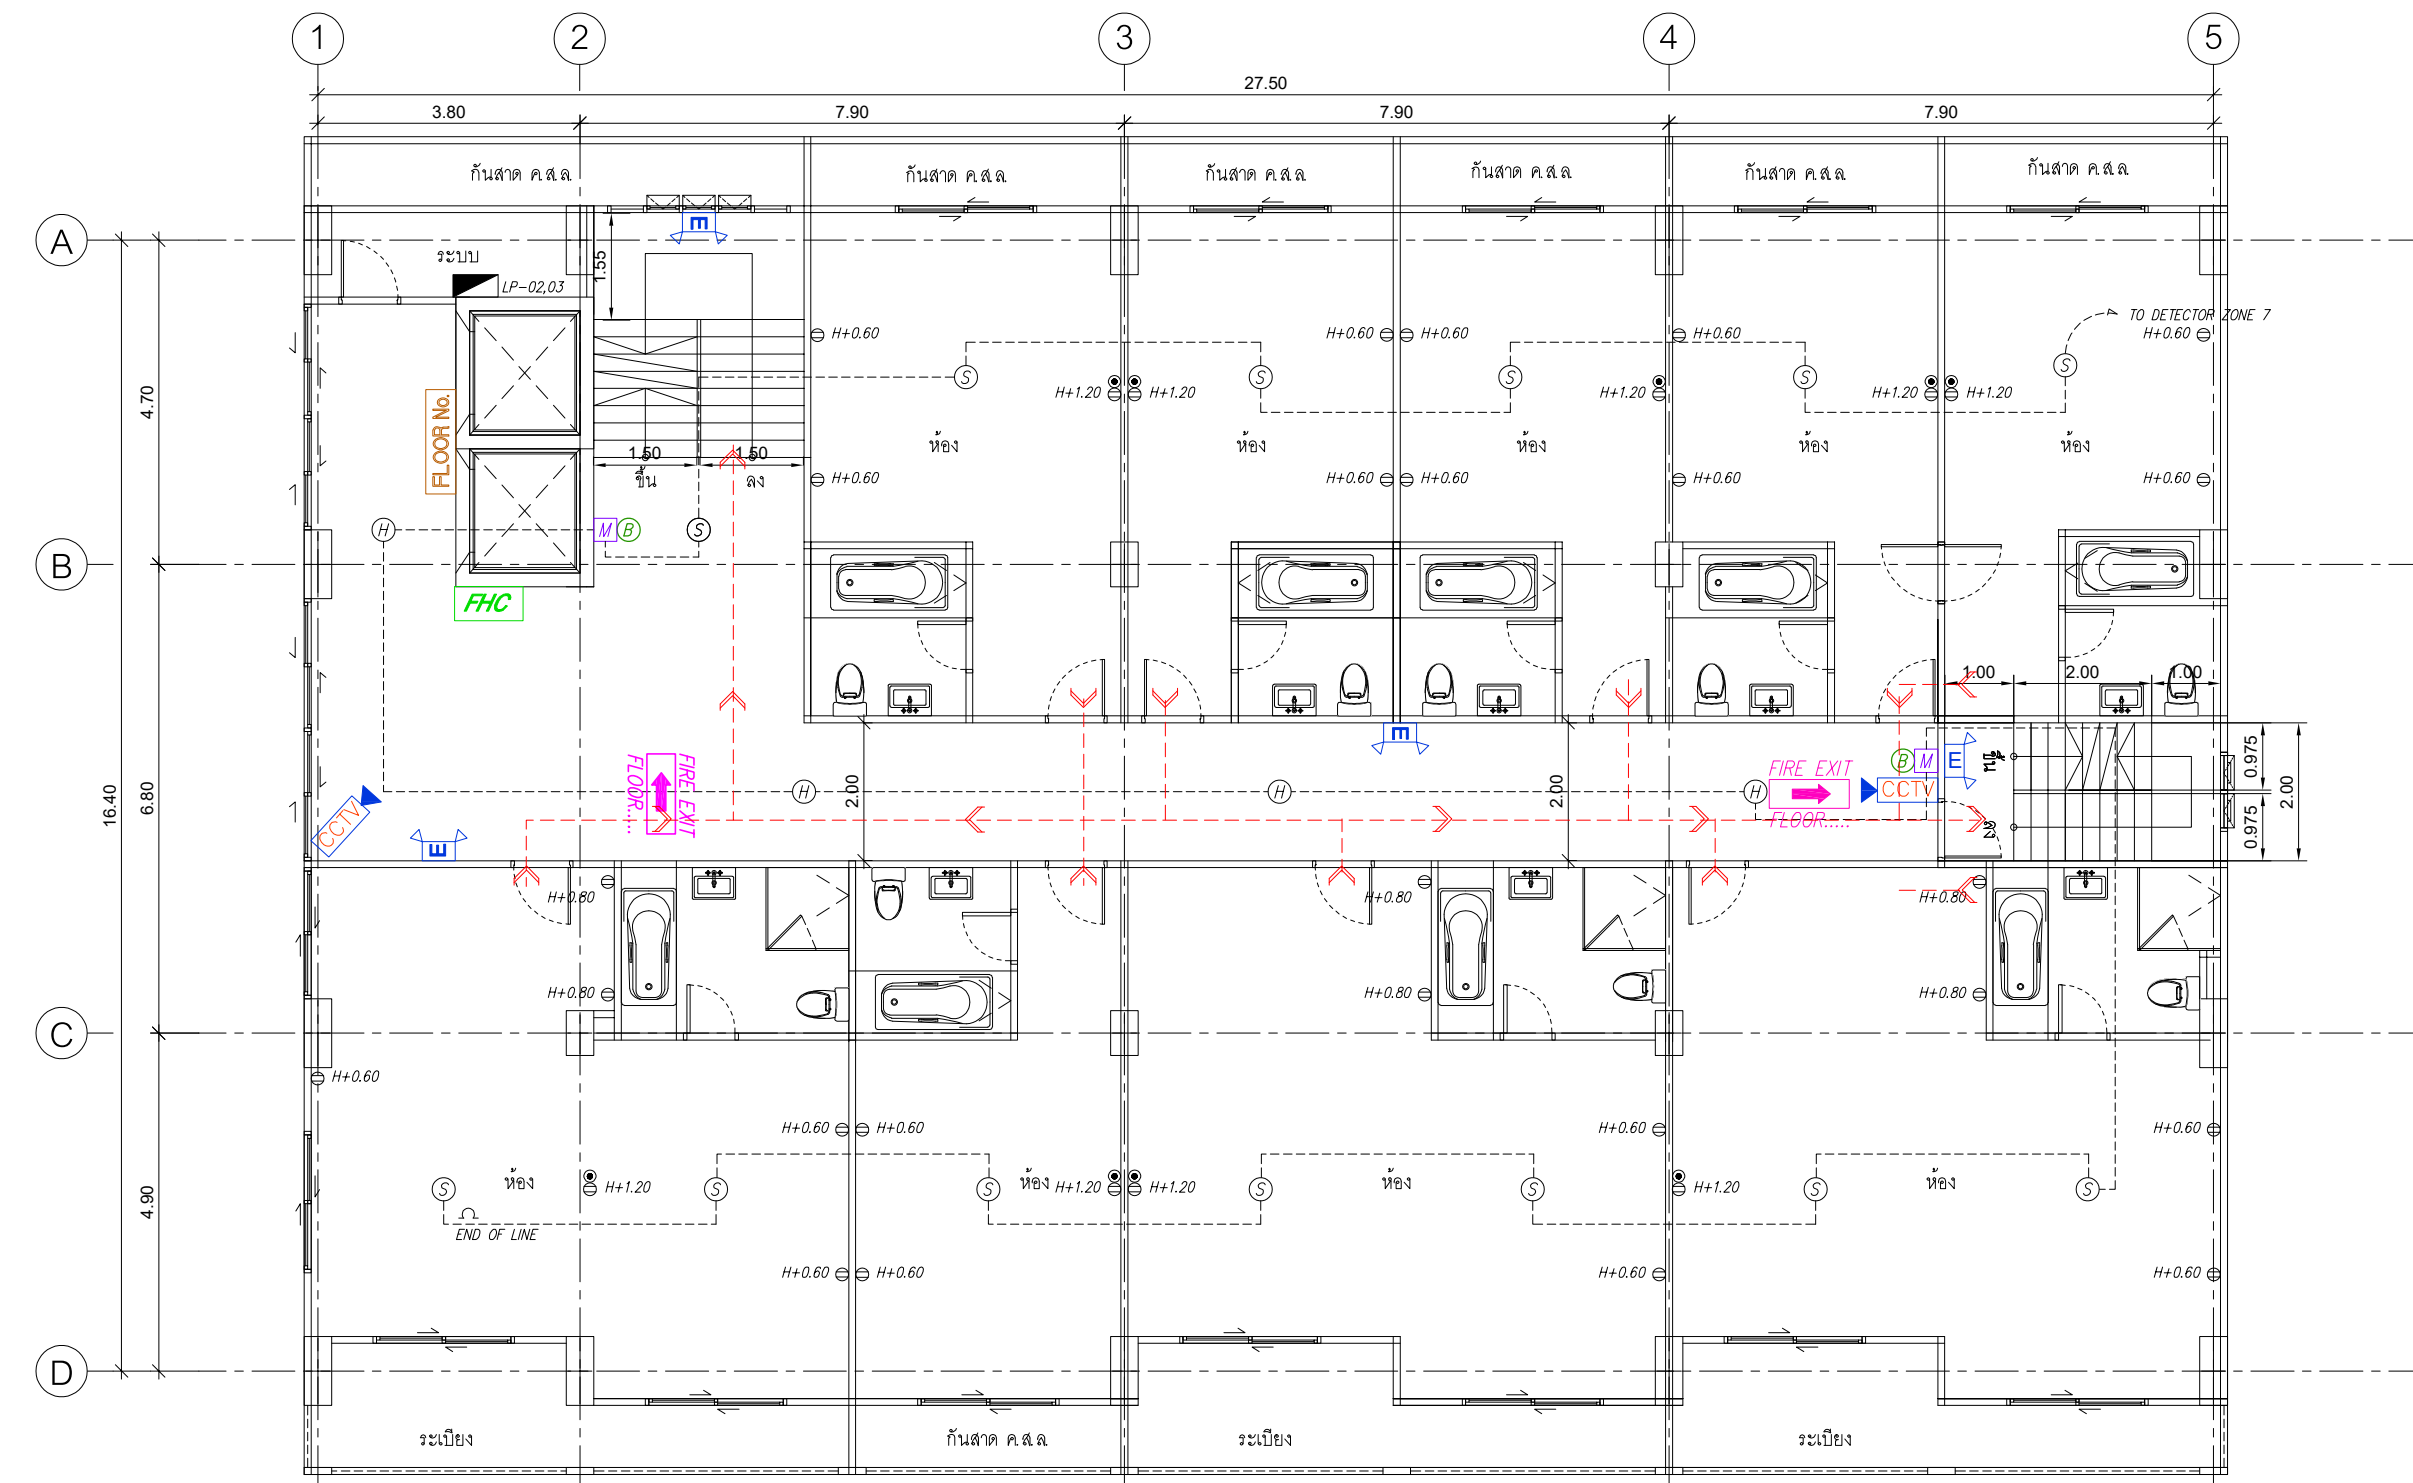 1 2 3 4 5
27.50
3.80 7.90 7.90 7.90
กันสาด ค.ส.ล. กันสาด ค.ส.ล. กันสาด ค.ส.ล. กันสาด ค.ส.ล. กันสาด ค.ส.ล. กันสาด ค.ส.ล.
A
E
ระบบ
1.55
LP-02,03
TO DETECTOR ZONE 7
H+0.60 H+0.60 H+0.60 H+0.60 H+0.60
S S S S S
4.70
H+1.20 H+1.20 H+1.20 H+1.20 H+1.20
FLOOR No.
ห้อง ห้อง ห้อง ห้อง ห้อง
1.50 1.50
ขึ้น ลง
H+0.60 H+0.60 H+0.60 H+0.60 H+0.60
H M B S
B
FHC
1.00 2.00 1.00
E
FIRE EXIT
FLOOR.....
H 2.00 H 2.00 H
FIRE EXIT
FLOOR.....
B M E
CCTV
ขึ้น
ลง
0.975
0.975
2.00
16.40
6.80
CCTV
E
H+0.80 H+0.80 H+0.80
H+0.80 H+0.80 H+0.80
C
H+0.60
H+0.60 H+0.60 H+0.60 H+0.60
4.90
S ห้อง H+1.20 S S ห้อง H+1.20 H+1.20 S ห้อง S H+1.20 S ห้อง S
END OF LINE
H+0.60 H+0.60 H+0.60 H+0.60
D
ระเบียง กันสาด ค.ส.ล. ระเบียง ระเบียง